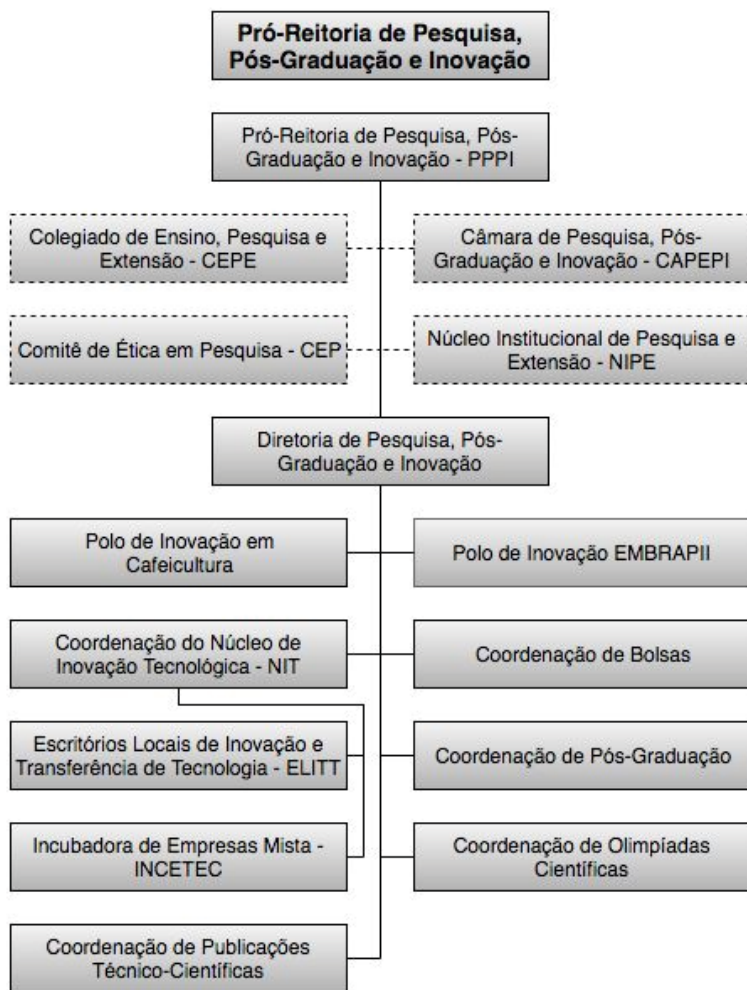 Pró-Reitoria de Pesquisa,
Pós-Graduação e Inovação
Pró-Reitoria de Pesquisa, Pós-
Graduação e Inovação - PPPI
Colegiado de Ensino, Pesquisa e
Extensão - CEPE
Câmara de Pesquisa, Pós-
Graduação e Inovação - CAPEPI
Comitê de Ética em Pesquisa - CEP
Núcleo Institucional de Pesquisa e
Extensão - NIPE
Diretoria de Pesquisa, Pós-
Graduação e Inovação
Polo de Inovação em
Cafeicultura
Polo de Inovação EMBRAPII
Coordenação do Núcleo de
Inovação Tecnológica - NIT
Coordenação de Bolsas
Escritórios Locais de Inovação e
Transferência de Tecnologia - ELITT
Coordenação de Pós-Graduação
Incubadora de Empresas Mista -
INCETEC
Coordenação de Olimpíadas
Científicas
Coordenação de Publicações
Técnico-Científicas